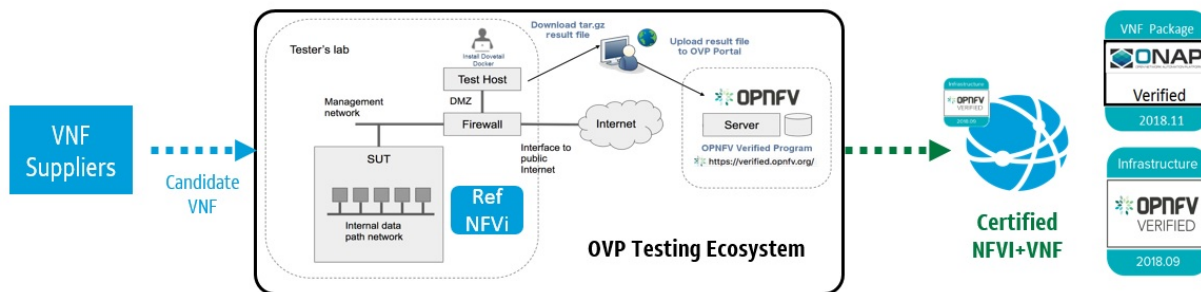 VNF
Suppliers
Candidate
VNF
Tester's lab
Install Dovetail
Docker
Test Host
DMZ
Management
network
Firewall
Internet
Interface to
public
Internet
SUT
Internal data
path network
Ref
NFVi
Download tar.gz
result file
Upload result file
to OVP Portal
OPNFV
Server
OPNFV Verified Program
https://verified.opnfv.org/
OVP Testing Ecosystem
Infrastructure
OPNFV
VERIFIED
2018.09
Certified
NFVI+VNF
VNF Package
ONAP
Verified
2018.11
Infrastructure
OPNFV
VERIFIED
2018.09